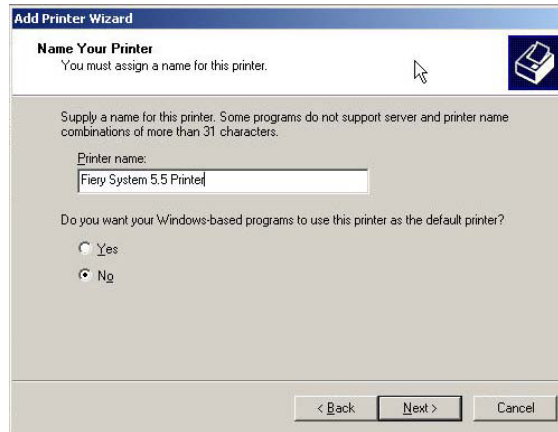 Add Printer Wizard
Name Your Printer
You must assign a name for this printer.
Supply a name for this printer. Some programs do not support server and printer name
combinations of more than 31 characters.
Printer name:
Fiery System 5.5 Printer
Do you want your Windows-based programs to use this printer as the default printer?
Yes
No
< Back
Next >
Cancel